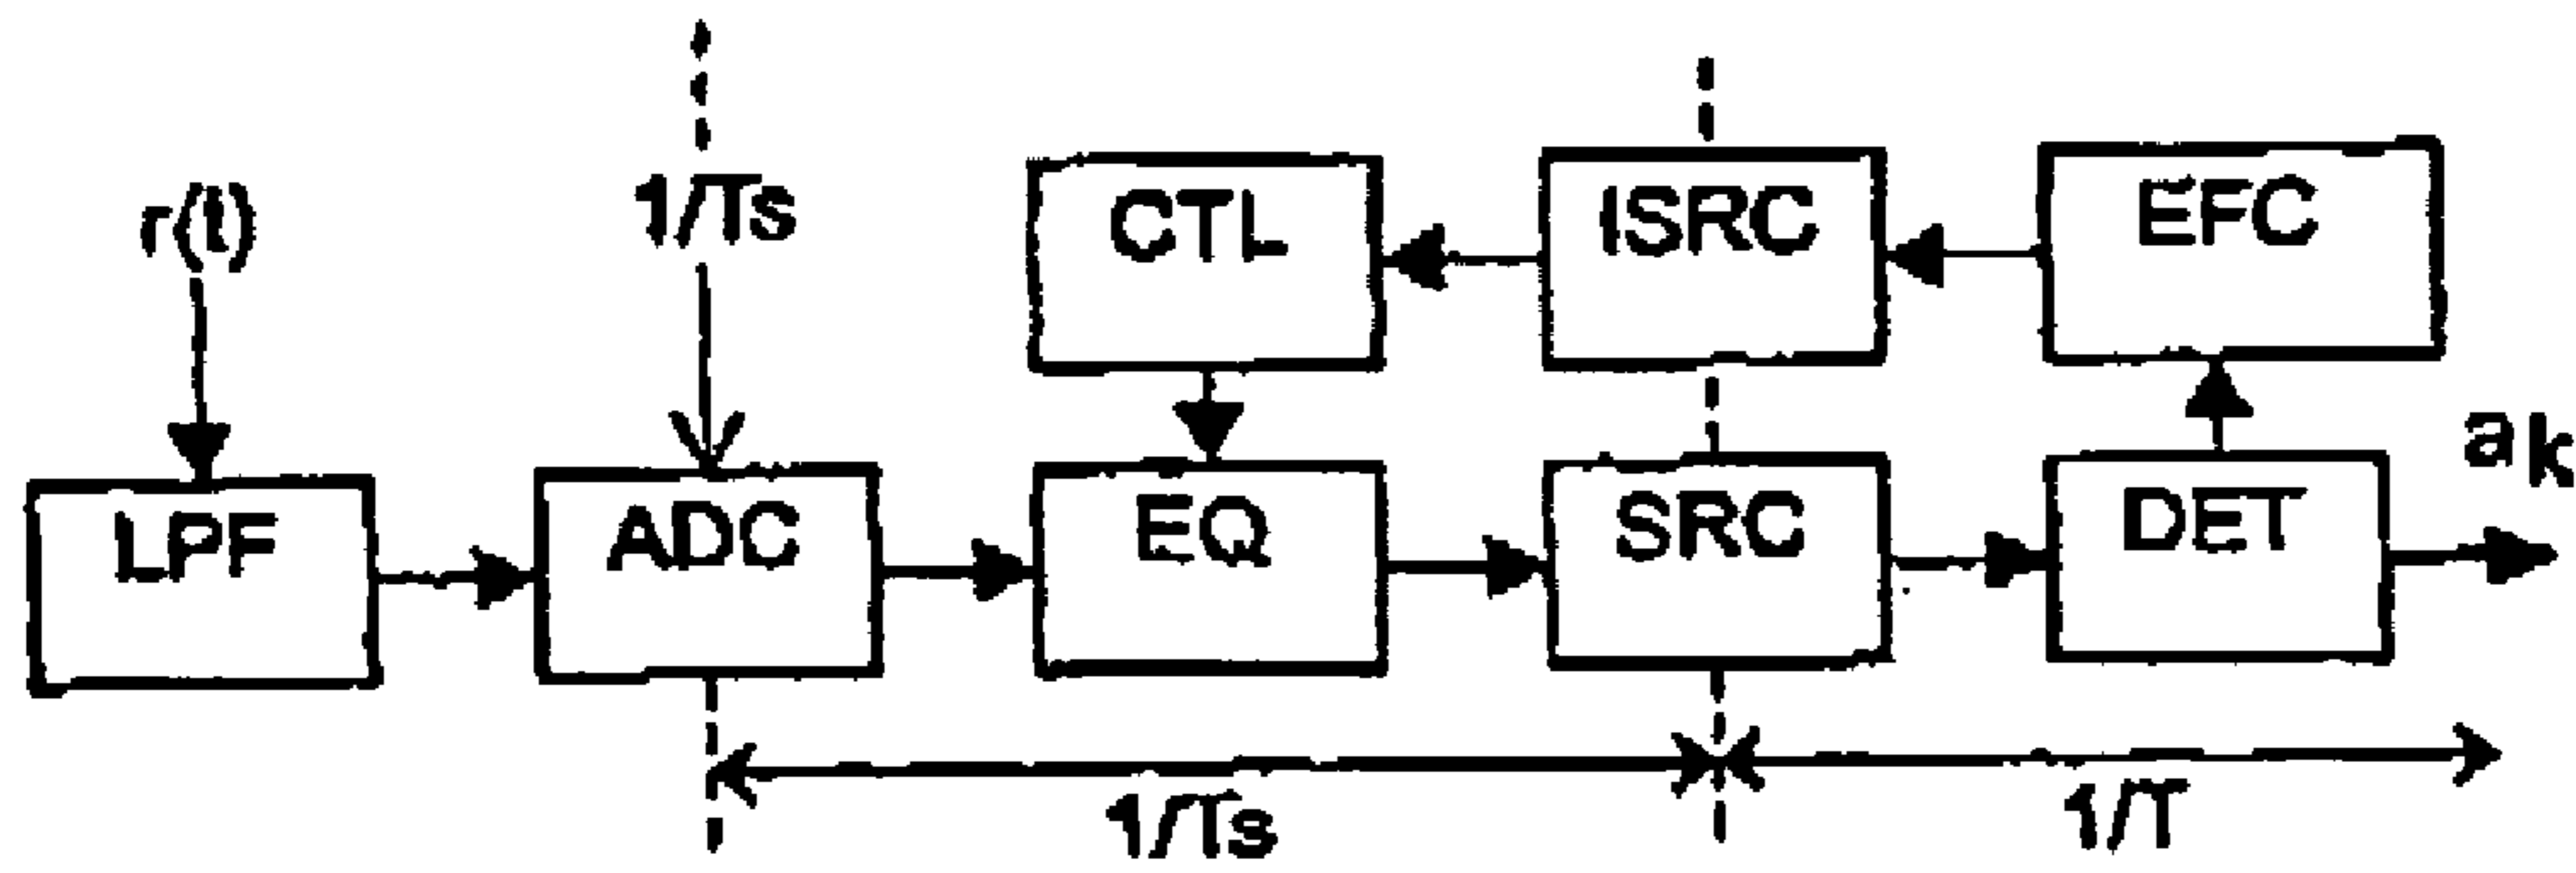 r(t)
1/Ts
CTL
ISRC
EFC
LPF
ADC
EQ
SRC
DET
ak
1/Ts
1/T